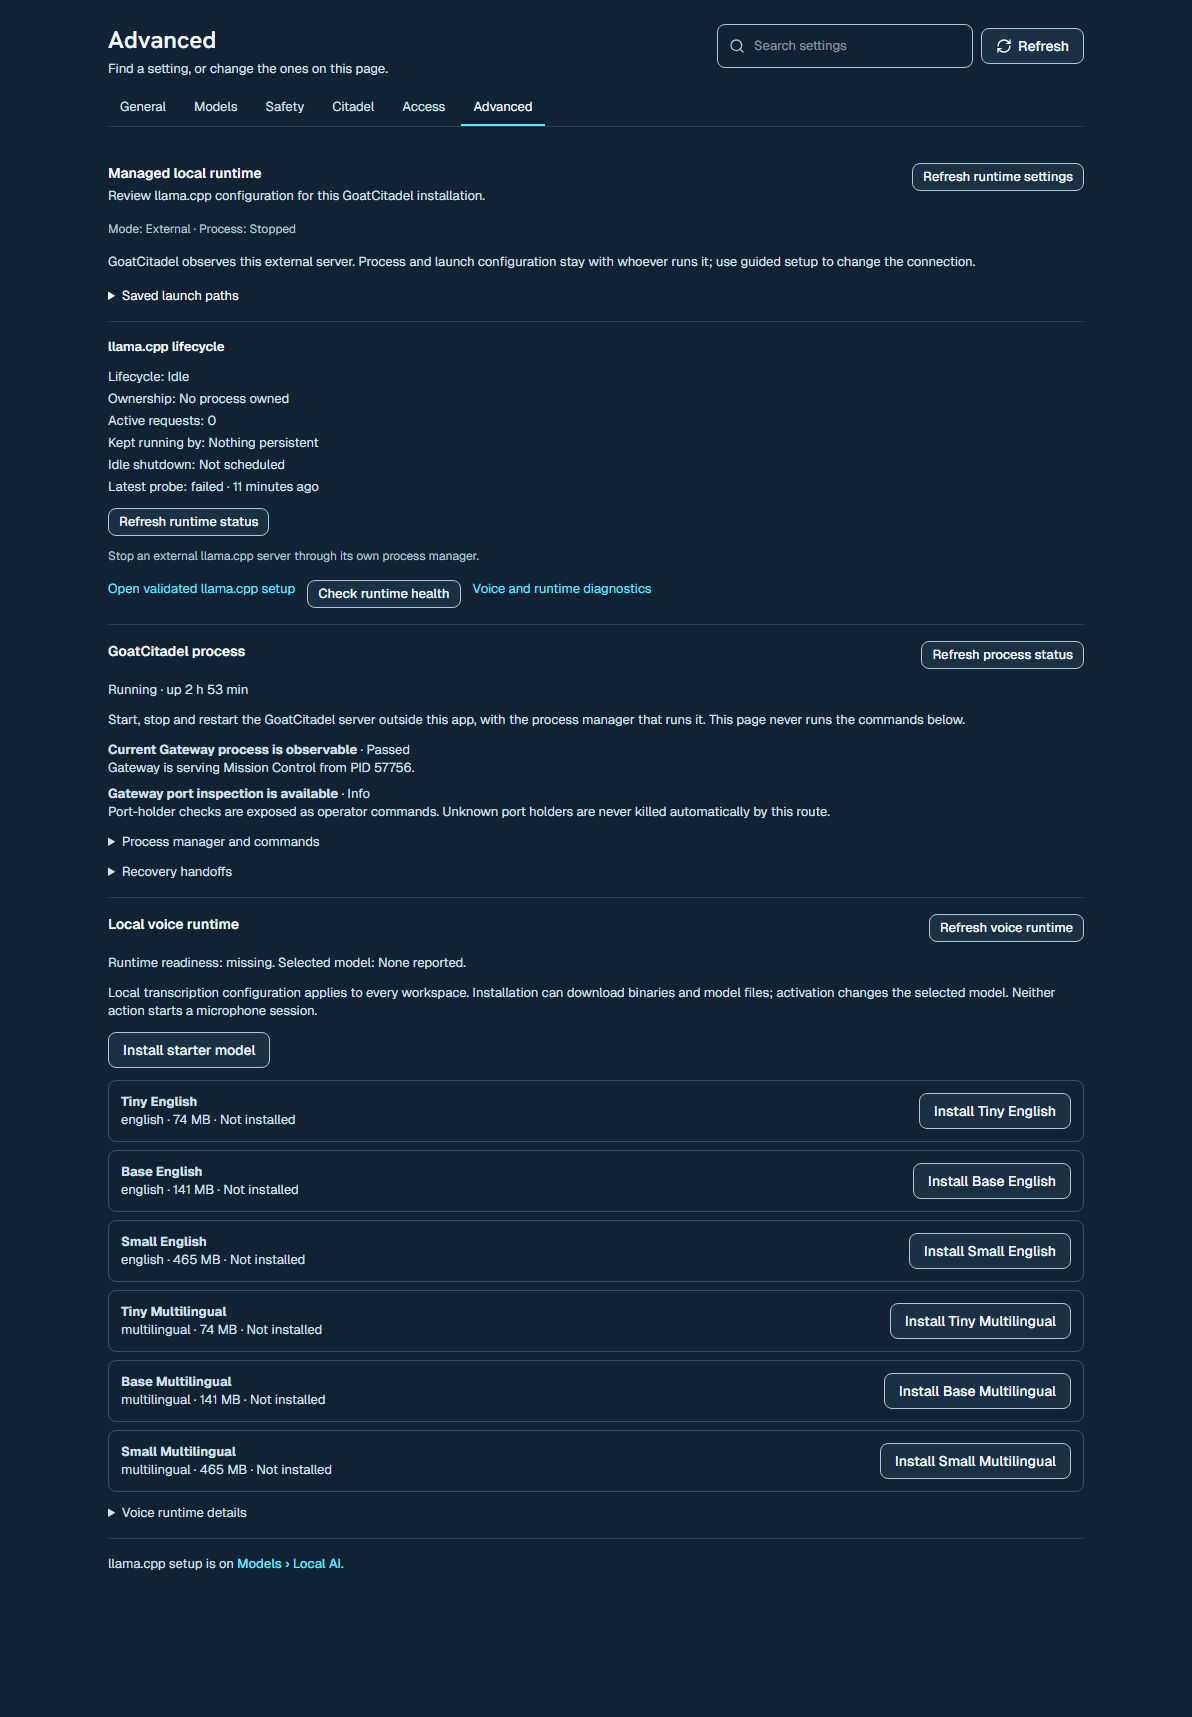 Advanced
Find a setting, or change the ones on this page.
Search settings
Refresh
General Models Safety Citadel Access Advanced
Managed local runtime
Refresh runtime settings
Review llama.cpp configuration for this GoatCitadel installation.
Mode: External · Process: Stopped
GoatCitadel observes this external server. Process and launch configuration stay with whoever runs it; use guided setup to change the connection.
Saved launch paths
llama.cpp lifecycle
Lifecycle: Idle
Ownership: No process owned
Active requests: 0
Kept running by: Nothing persistent
Idle shutdown: Not scheduled
Latest probe: failed · 11 minutes ago
Refresh runtime status
Stop an external llama.cpp server through its own process manager.
Open validated llama.cpp setup Check runtime health Voice and runtime diagnostics
GoatCitadel process
Refresh process status
Running · up 2 h 53 min
Start, stop and restart the GoatCitadel server outside this app, with the process manager that runs it. This page never runs the commands below.
Current Gateway process is observable · Passed
Gateway is serving Mission Control from PID 57756.
Gateway port inspection is available · Info
Port-holder checks are exposed as operator commands. Unknown port holders are never killed automatically by this route.
Process manager and commands
Recovery handoffs
Local voice runtime
Refresh voice runtime
Runtime readiness: missing. Selected model: None reported.
Local transcription configuration applies to every workspace. Installation can download binaries and model files; activation changes the selected model. Neither
action starts a microphone session.
Install starter model
Tiny English
english · 74 MB · Not installed
Install Tiny English
Base English
english · 141 MB · Not installed
Install Base English
Small English
english · 465 MB · Not installed
Install Small English
Tiny Multilingual
multilingual · 74 MB · Not installed
Install Tiny Multilingual
Base Multilingual
multilingual · 141 MB · Not installed
Install Base Multilingual
Small Multilingual
multilingual · 465 MB · Not installed
Install Small Multilingual
Voice runtime details
llama.cpp setup is on Models › Local AI.